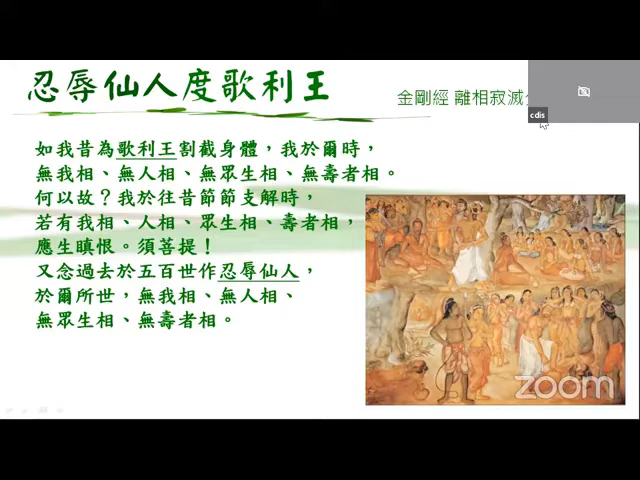 忍辱仙人度歌利王
金剛經 離相寂滅
cdis
如我昔為歌利王割截身體，我於爾時，
無我相、無人相、無眾生相、無壽者相。
何以故？我於往昔節節支解時，
若有我相、人相、眾生相、壽者相，
應生瞋恨。須菩提！
又念過去於五百世作忍辱仙人，
於爾所世，無我相、無人相、
無眾生相、無壽者相。
zoom